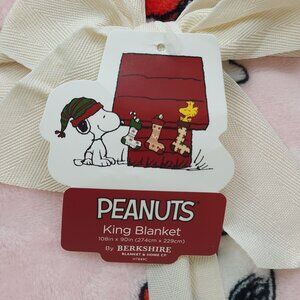 PEANUTS
King Blanket
108in x 90in (274cm x 229cm)
By BERKSHIRE
BLANKET & HOME CO.